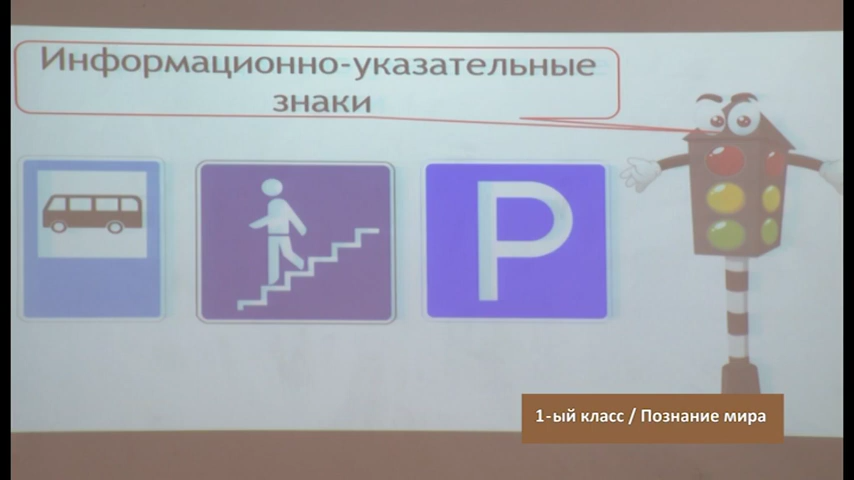 Информационно-указательные
знаки
P
1-ый класс / Познание мира